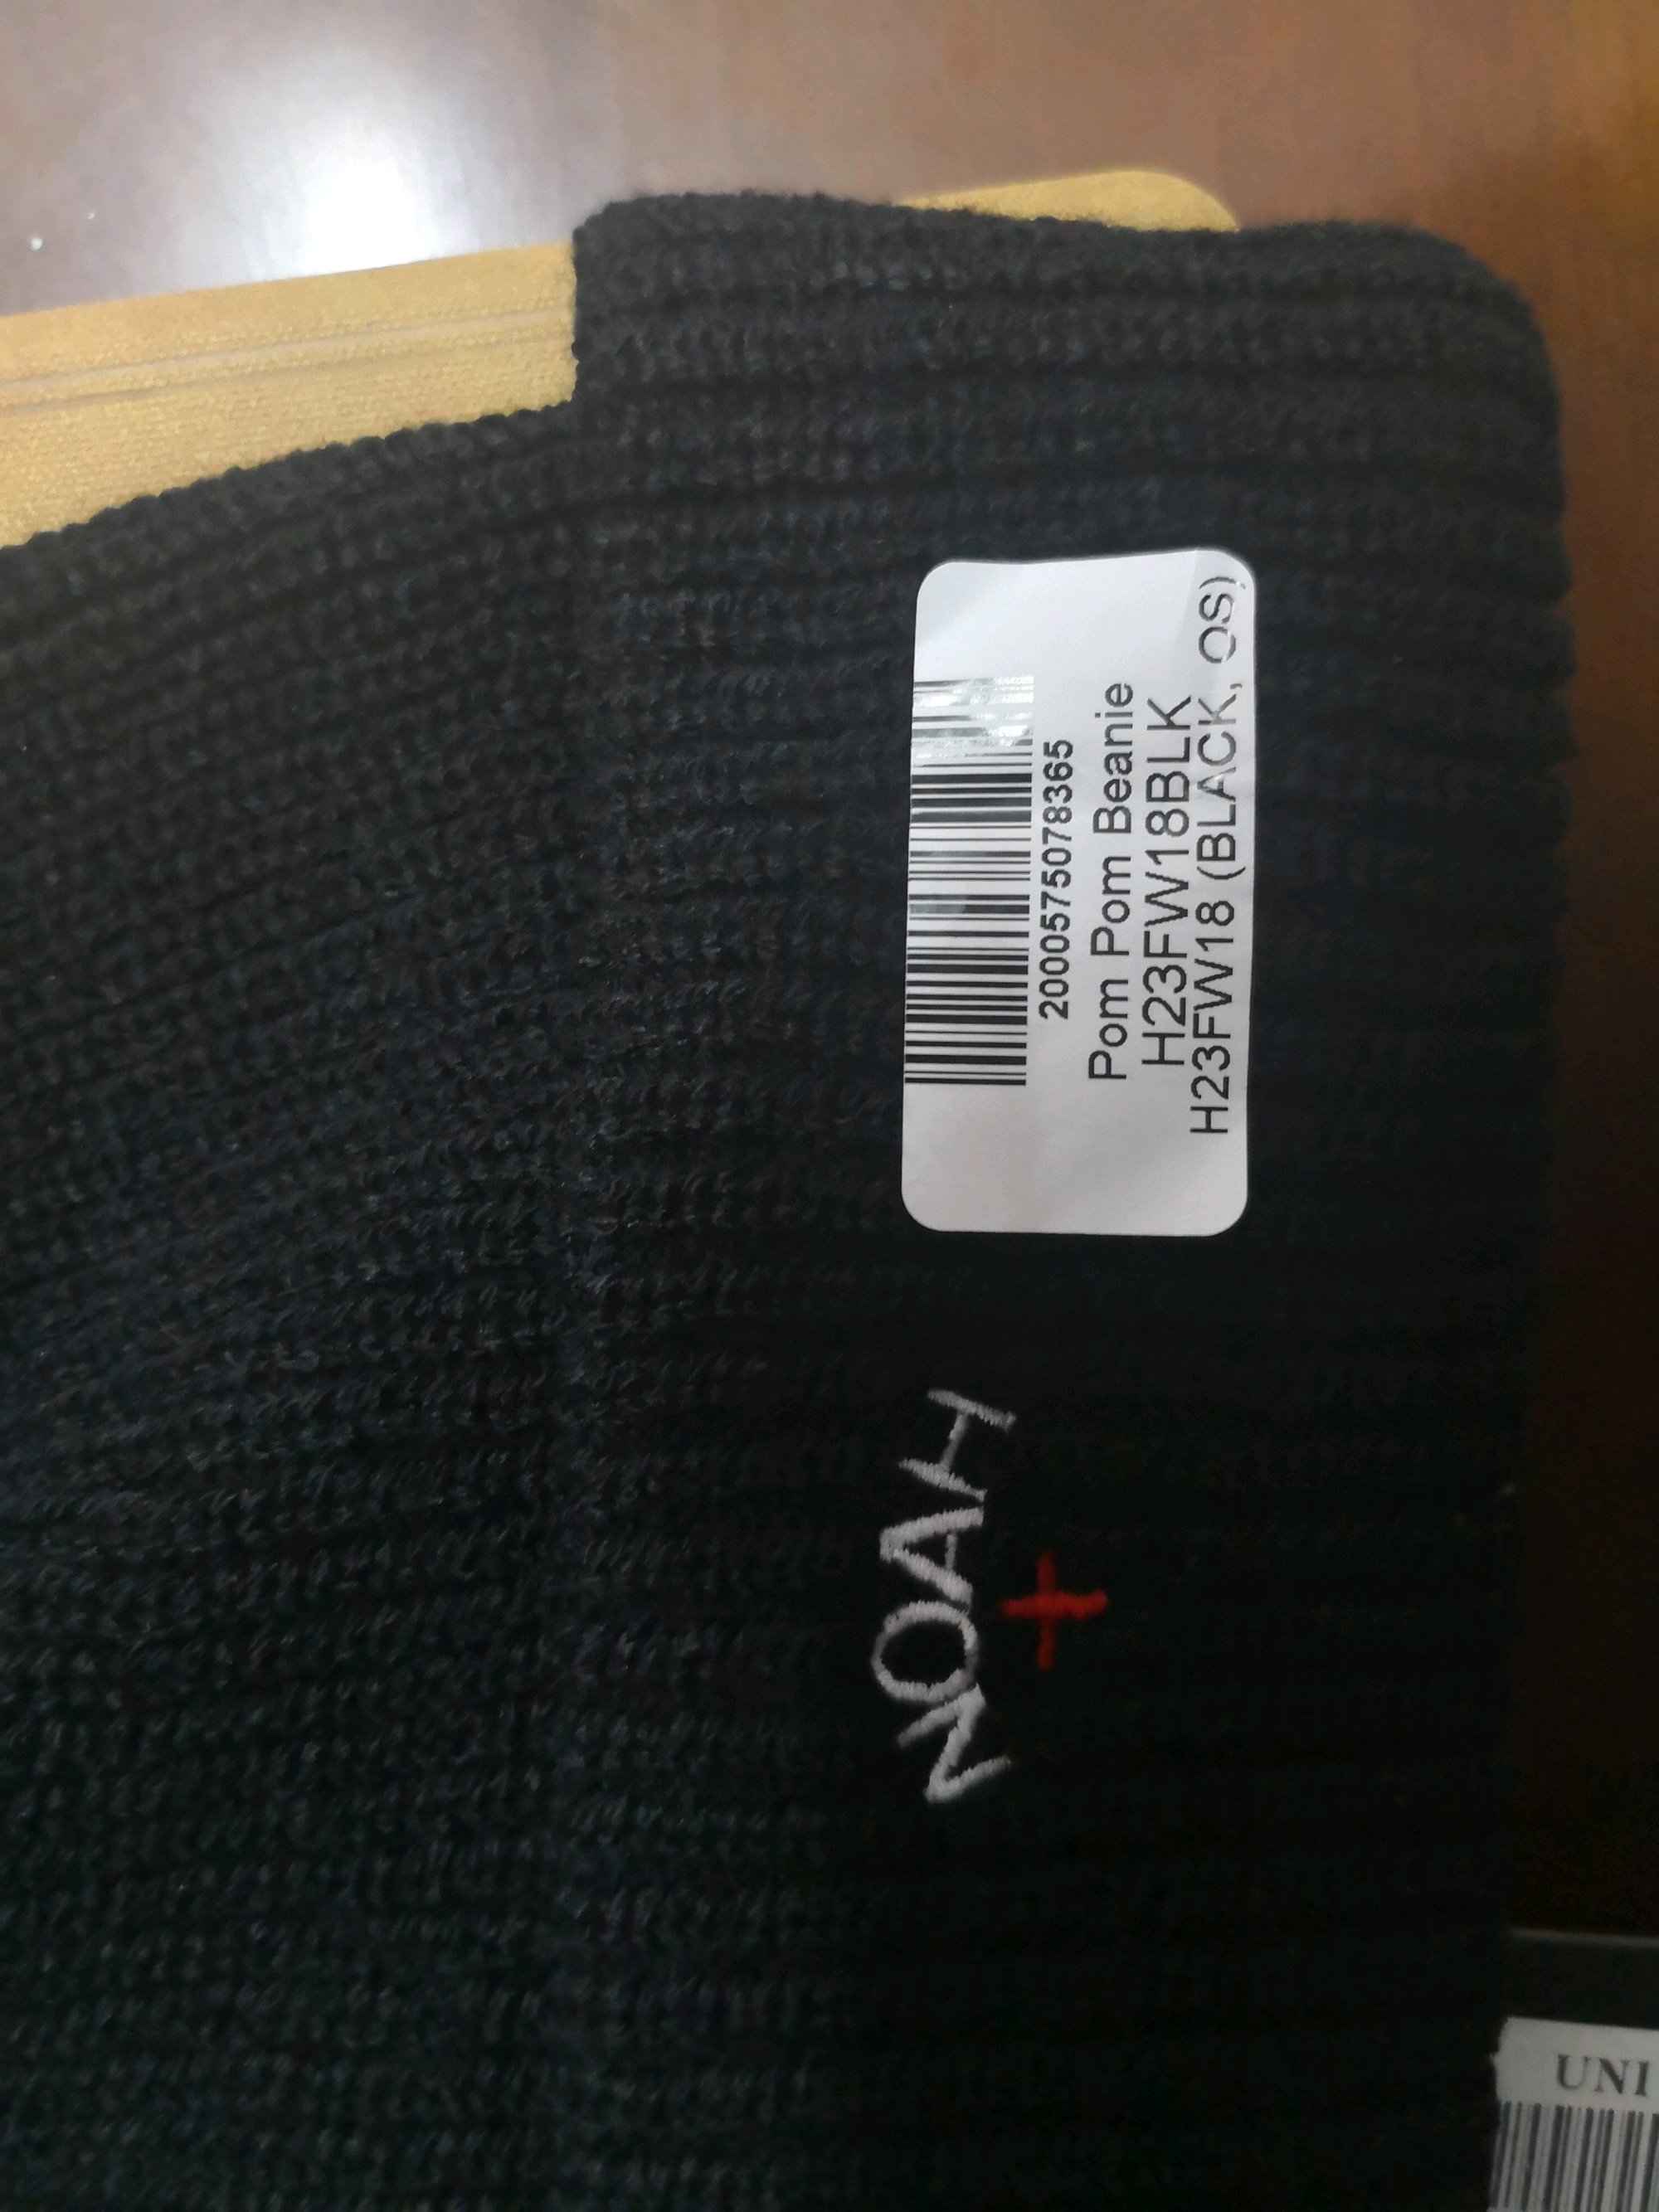 2000575078365
Pom Pom Beanie
H23FW18BLK
H23FW18 (BLACK, OS)
NOAH
UNI